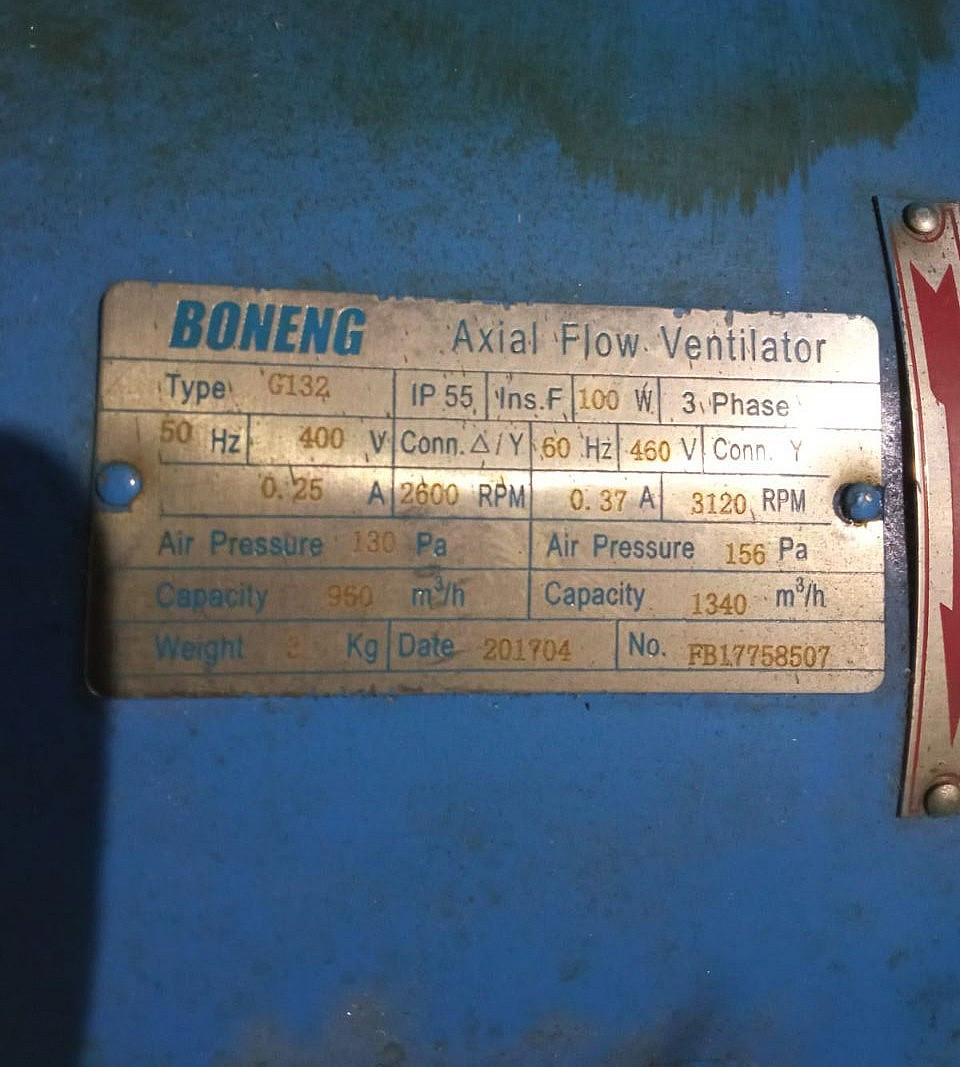 BONENG Axial Flow Ventilator
Type G132 IP 55 Ins.F 100 W 3 Phase
50 Hz 400 V Conn. △/Y 60 Hz 460 V Conn. Y
0.25 A 2600 RPM 0.37 A 3120 RPM
Air Pressure 130 Pa Air Pressure 156 Pa
Capacity 950 m³/h Capacity 1340 m³/h
Weight Kg Date 201704 No. FB17758507